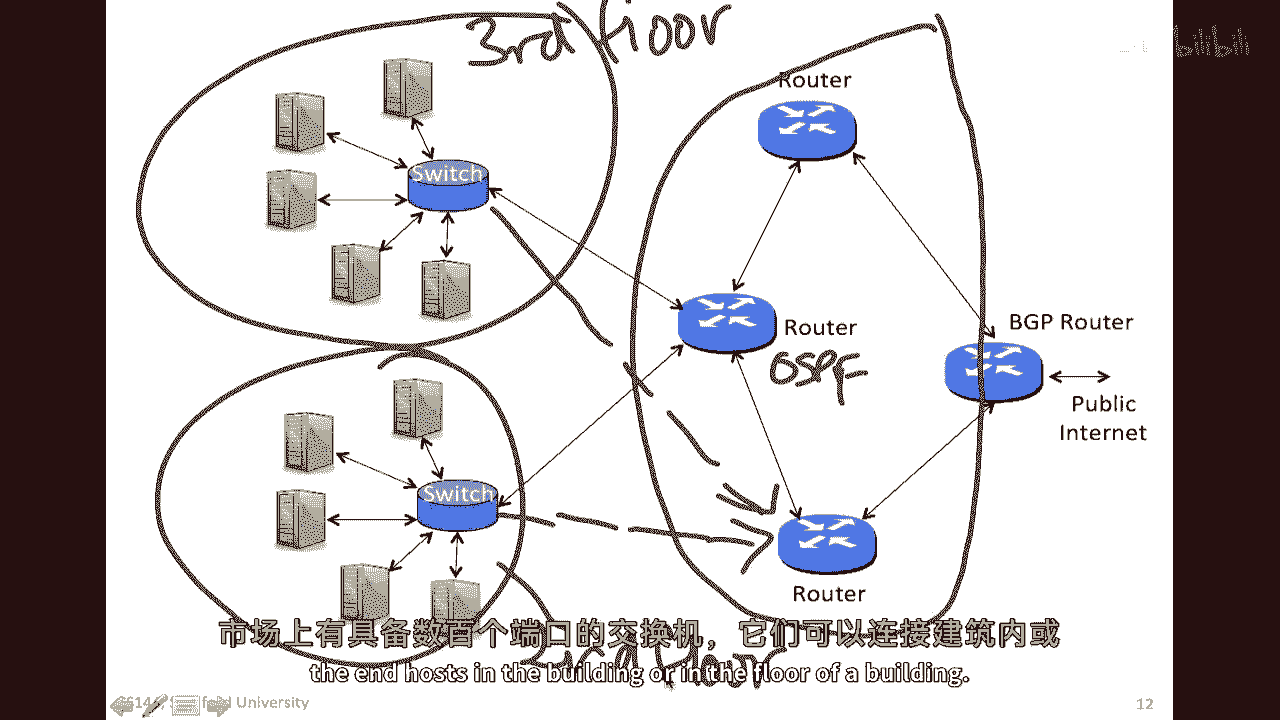 3rd floor
bilibili
Router
Switch
Router
OSPF
BGP Router
Public
Internet
Switch
Router
市场上有具备数百个端口的交换机，它们可以连接建筑内或
floor
the end hosts in the building or in the floor of a building.
University
12